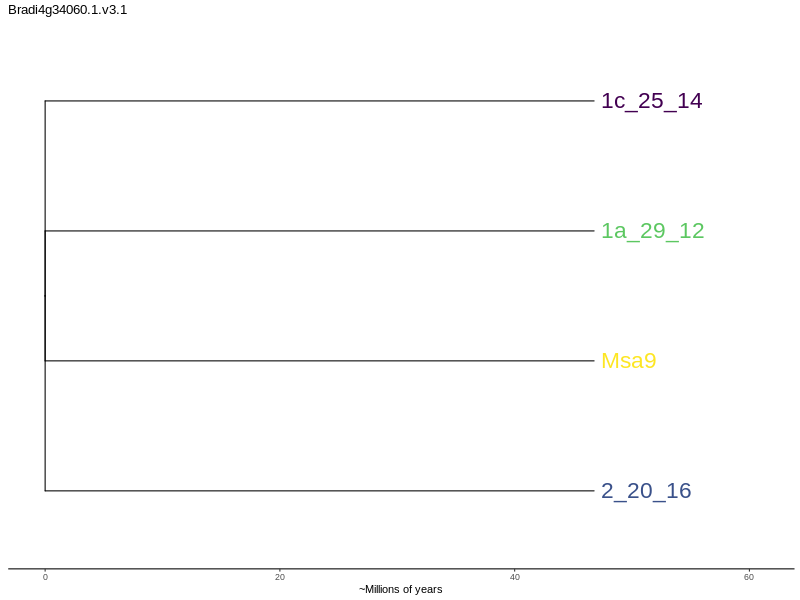 Bradi4g34060.1.v3.1
1c_25_14
1a_29_12
Msa9
2_20_16
0 20 40 60
~Millions of years